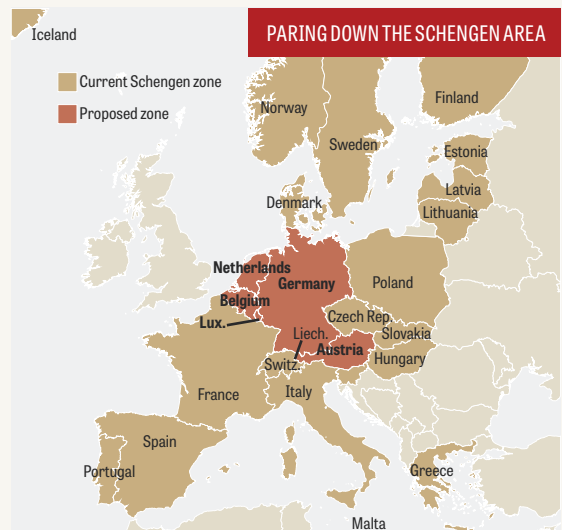 PARING DOWN THE SCHENGEN AREA
Iceland
Current Schengen zone
Proposed zone
Norway
Finland
Sweden
Estonia
Latvia
Lithuania
Denmark
Netherlands
Germany
Poland
Belgium
Lux.
Czech Rep.
Liech.
Slovakia
Austria
Switz.
Hungary
France
Italy
Spain
Portugal
Greece
Malta